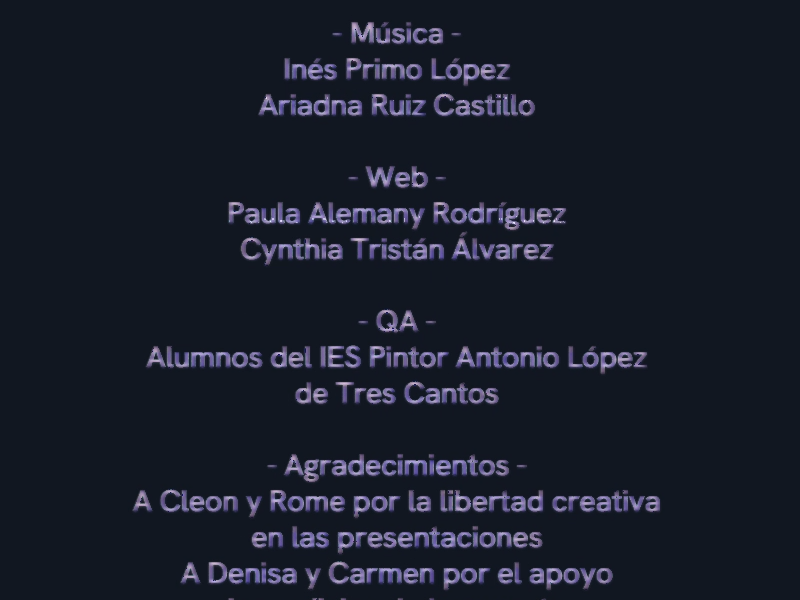 - Música -
Inés Primo López
Ariadna Ruiz Castillo
- Web -
Paula Alemany Rodríguez
Cynthia Tristán Álvarez
- QA -
Alumnos del IES Pintor Antonio López
de Tres Cantos
- Agradecimientos -
A Cleon y Rome por la libertad creativa
en las presentaciones
A Denisa y Carmen por el apoyo